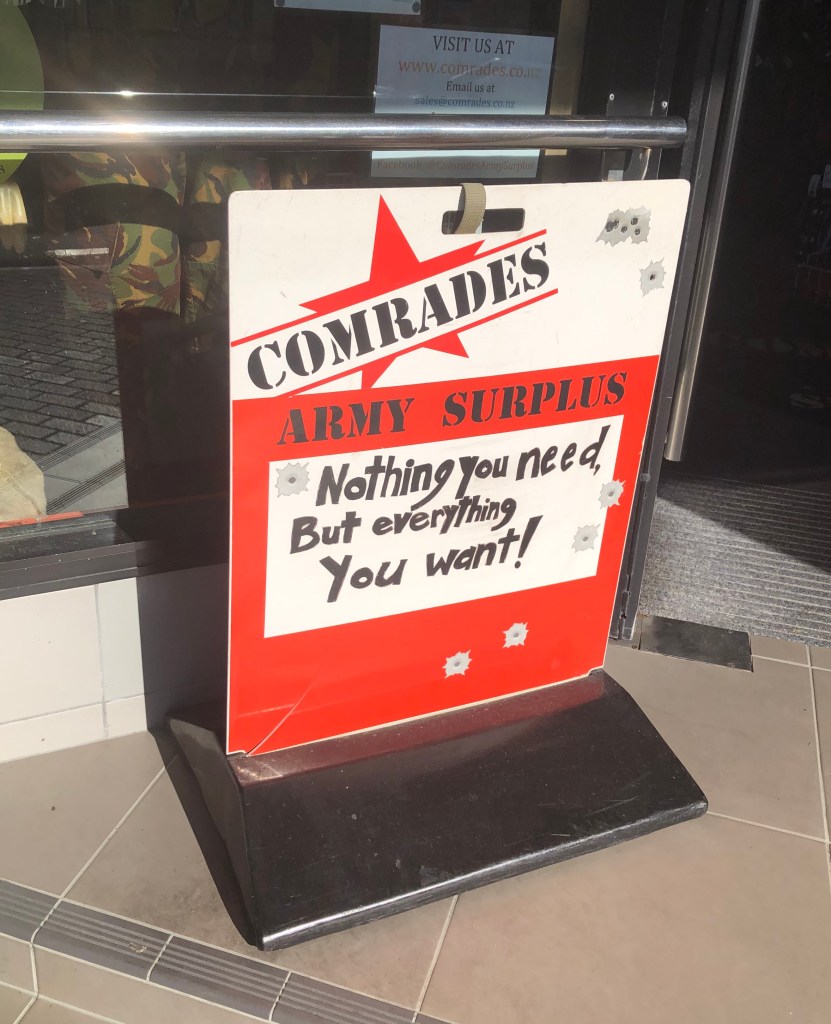 VISIT US AT
www.comrades.co.nz
Email us at
sales@comrades.co.nz
COMRADES
ARMY SURPLUS
Nothing you need,
But everything
You want!